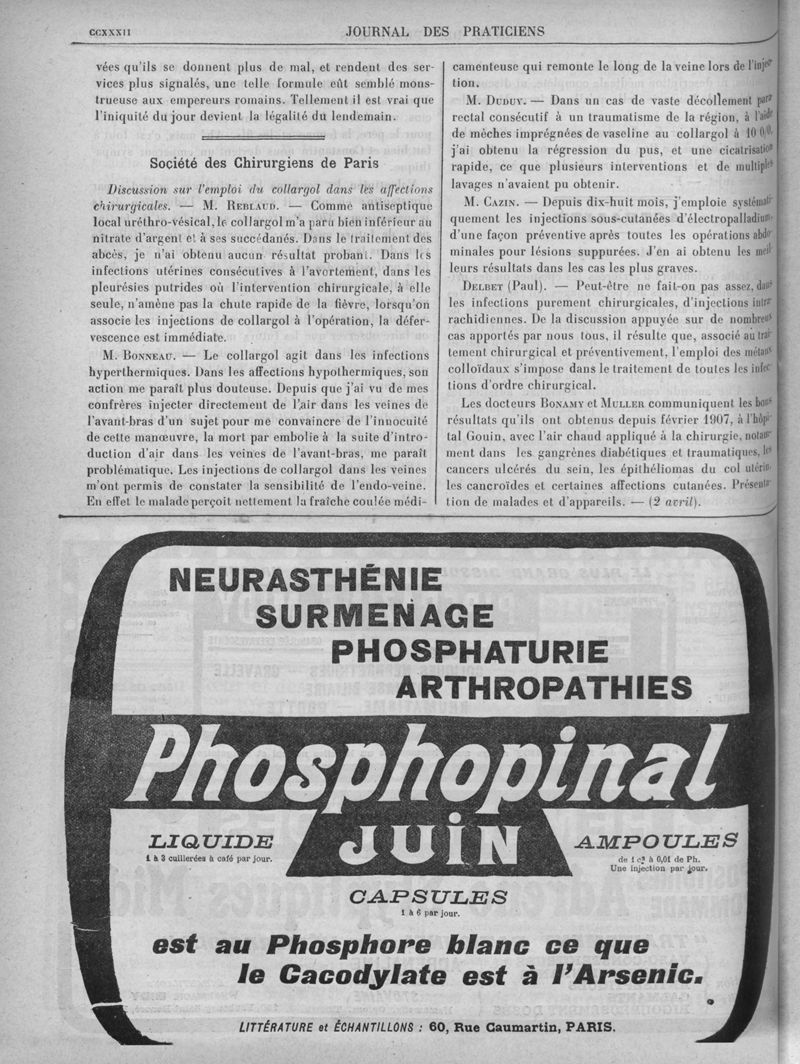 CCXXXII
JOURNAL DES PRATICIENS
vées qu'ils se donnent plus de mal, et rendent des ser-
vices plus signalés, une telle formule eût semblé mons-
trueuse aux empereurs romains. Tellement il est vrai que
l'iniquité du jour devient la légalité du lendemain.
Société des Chirurgiens de Paris
Discussion sur l'emploi du collargol dans les affections
chirurgicales. — M. REBLAUD. — Comme antiseptique
local uréthro-vésical, le collargol m'a paru bien inférieur au
nitrate d'argent et à ses succédanés. Dans le traitement des
abcès, je n'ai obtenu aucun résultat probant. Dans les
infections utérines consécutives à l'avortement, dans les
pleurésies putrides où l'intervention chirurgicale, à elle
seule, n'amène pas la chute rapide de la fièvre, lorsqu'on
associe les injections de collargol à l'opération, la défer-
vescence est immédiate.
M. BONNEAU. — Le collargol agit dans les infections
hyperthermiques. Dans les affections hypothermiques, son
action me paraît plus douteuse. Depuis que j'ai vu de mes
confrères injecter directement de l'air dans les veines de
l'avant-bras d'un sujet pour me convaincre de l'innocuité
de cette manœuvre, la mort par embolie à la suite d'intro-
duction d'air dans les veines de l'avant-bras, me paraît
problématique. Les injections de collargol dans les veines
m'ont permis de constater la sensibilité de l'endo-veine.
En effet le malade perçoit nettement la fraîche coulée médi-
camenteuse qui remonte le long de la veine lors de l'injec-
tion.
M. DUDUY. — Dans un cas de vaste décollement para-
rectal consécutif à un traumatisme de la région, à l'aide
de mèches imprégnées de vaseline au collargol à 10 0/0,
j'ai obtenu la régression du pus, et une cicatrisation
rapide, ce que plusieurs interventions et de multiples
lavages n'avaient pu obtenir.
M. CAZIN. — Depuis dix-huit mois, j'emploie systémati-
quement les injections sous-cutanées d'électropalladium,
d'une façon préventive après toutes les opérations abdo-
minales pour lésions suppurées. J'en ai obtenu les meil-
leurs résultats dans les cas les plus graves.
DELBET (Paul). — Peut-être ne fait-on pas assez, dans
les infections purement chirurgicales, d'injections intra-
rachidiennes. De la discussion appuyée sur de nombreux
cas apportés par nous tous, il résulte que, associé au trai-
tement chirurgical et préventivement, l'emploi des métaux
colloïdaux s'impose dans le traitement de toutes les infec-
tions d'ordre chirurgical.
Les docteurs BONAMY et MULLER communiquent les bons
résultats qu'ils ont obtenus depuis février 1907, à l'hôpi-
tal Gouin, avec l'air chaud appliqué à la chirurgie, notam-
ment dans les gangrènes diabétiques et traumatiques, les
cancers ulcérés du sein, les épithéliomas du col utérin,
les cancroïdes et certaines affections cutanées. Présenta-
tion de malades et d'appareils. — (2 avril).
NEURASTHÉNIE
SURMENAGE
PHOSPHATURIE
ARTHROPATHIES
Phosphopinal
JUIN
LIQUIDE
1 à 3 cuillerées à café par jour.
AMPOULES
de 1 c³ à 0,01 de Ph.
Une injection par jour.
CAPSULES
1 à 6 par jour.
est au Phosphore blanc ce que
le Cacodylate est à l'Arsenic.
LITTÉRATURE et ÉCHANTILLONS : 60, Rue Caumartin, PARIS.